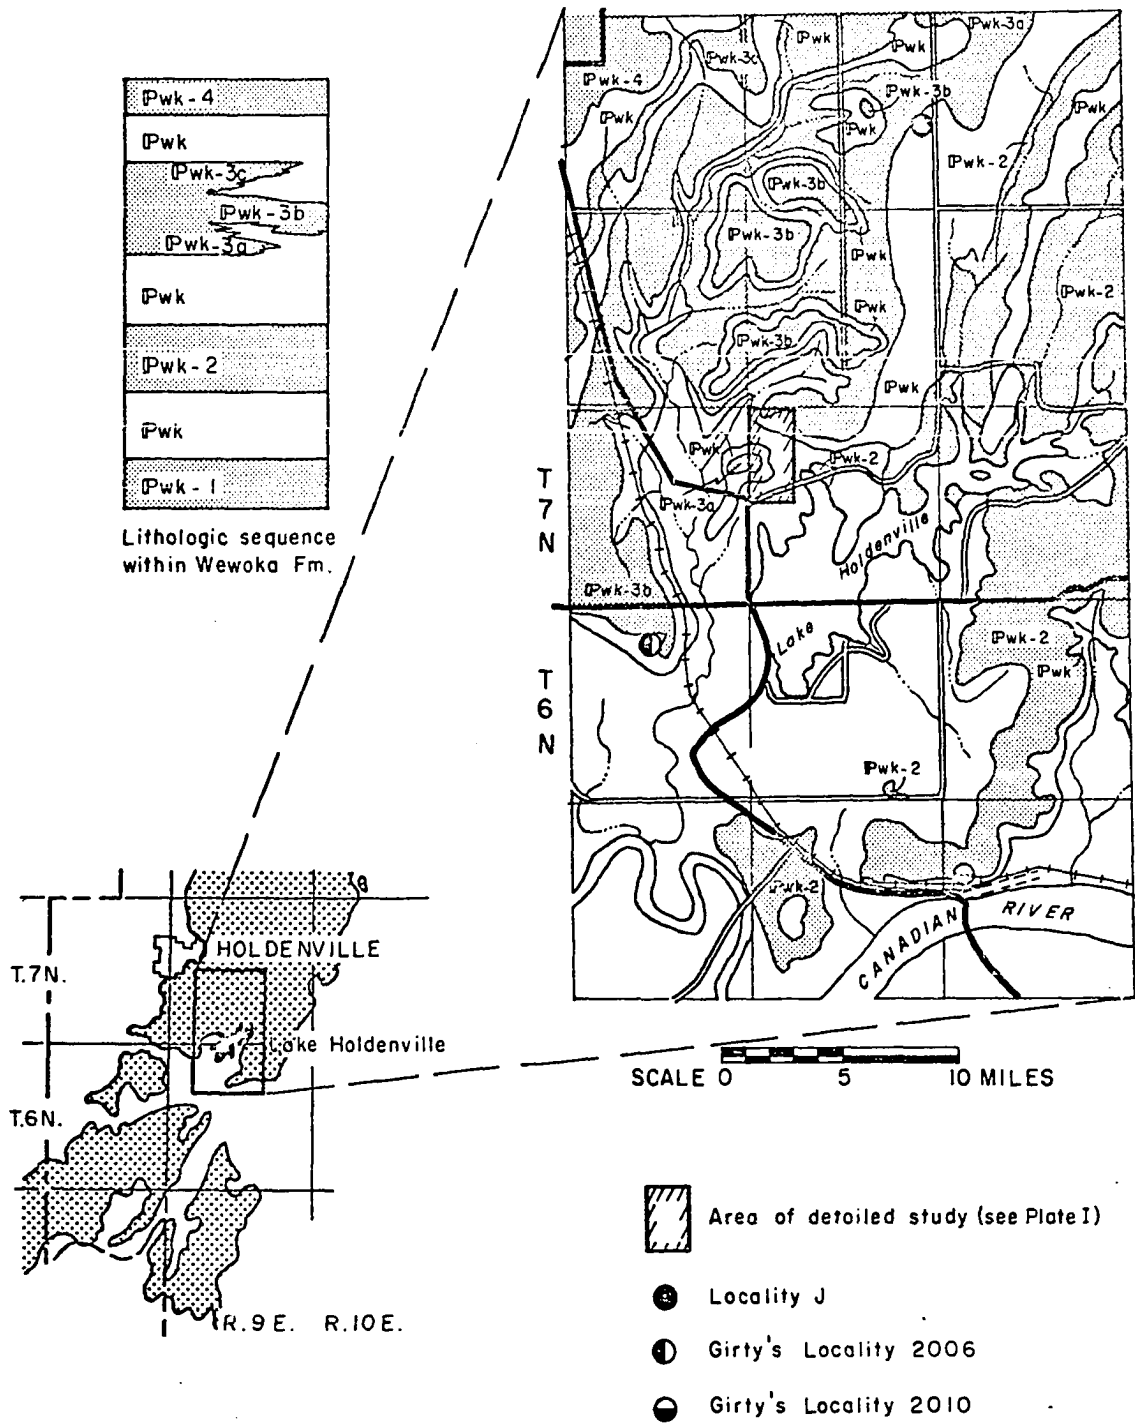 ℙwk-4
ℙwk
ℙwk-3c
ℙwk-3b
ℙwk-3a
ℙwk
ℙwk-2
ℙwk
ℙwk-1
Lithologic sequence
within Wewoka Fm.
ℙwk-4
ℙwk
ℙwk-3c
ℙwk
ℙwk
ℙwk-3a
ℙwk-3b
ℙwk
ℙwk
ℙwk-2
ℙwk-3b
ℙwk-3b
ℙwk
ℙwk-2
ℙwk
ℙwk-3b
ℙwk
ℙwk
ℙwk-2
ℙwk-3a
Holdenville
Lake
ℙwk-3b
ℙwk-2
ℙwk
ℙwk-2
ℙwk-2
CANADIAN RIVER
T
7
N
T
6
N
HOLDENVILLE
T.7N.
Lake Holdenville
T.6N.
R.9E. R.10E.
SCALE 0 5 10 MILES
Area of detailed study (see Plate I)
Locality J
Girty's Locality 2006
Girty's Locality 2010